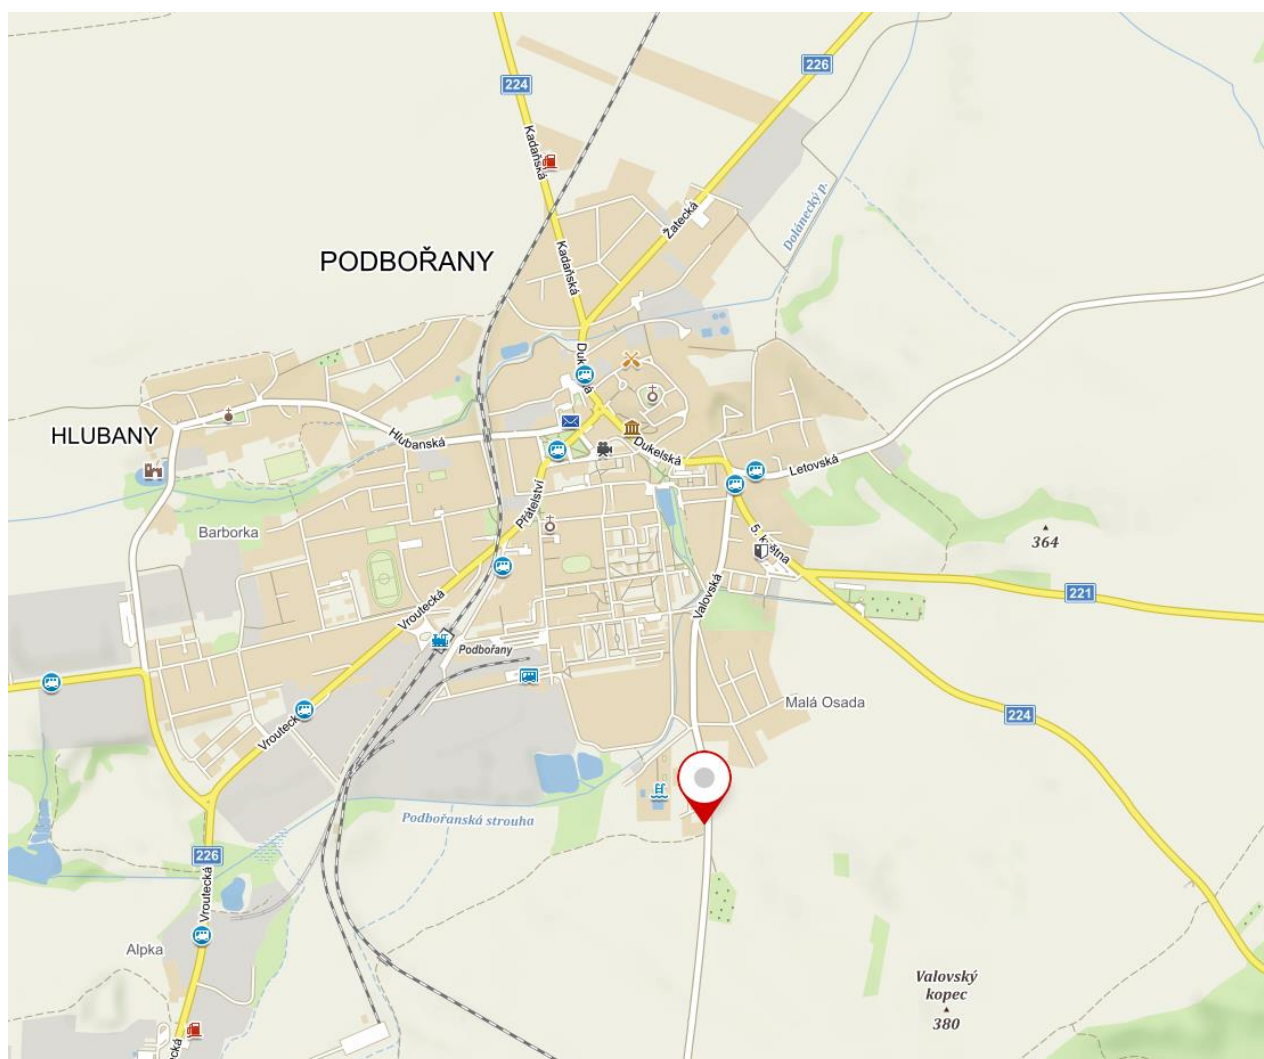 224
226
Kadaňská
Dolánecký p.
Žatecká
PODBOŘANY
Kadaňská
HLUBANY
Hlubanská
Dukelská
Letovská
Přátelství
Barborka
5. května
364
Valovská
221
Vroutecká
Podbořany
Malá Osada
224
Vroutecká
Podbořanská strouha
226
Vroutecká
Alpka
Valovský
kopec
380